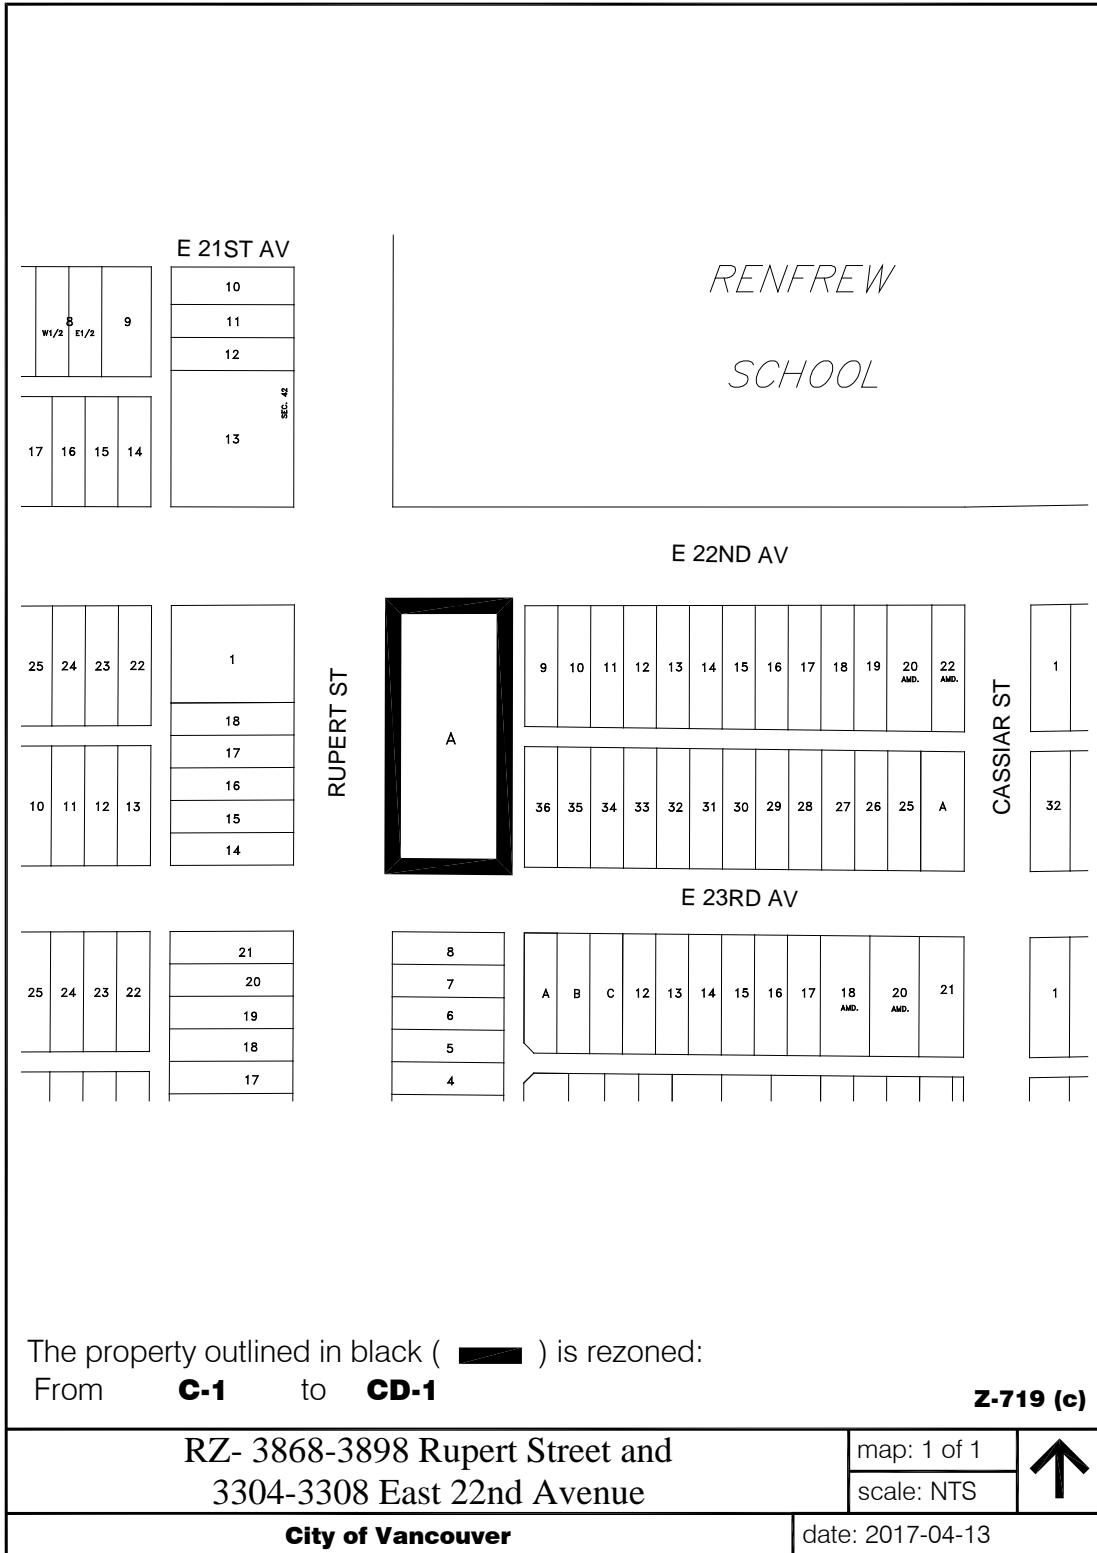 E 21ST AV
RENFREW
SCHOOL
10
11
12
SEC. 42
13
8
W1/2 E1/2
9
17 16 15 14
E 22ND AV
25 24 23 22
1
18
17
16
15
14
RUPERT ST
A
9 10 11 12 13 14 15 16 17 18 19 20 22
AMD. AMD.
CASSIAR ST
1
10 11 12 13
36 35 34 33 32 31 30 29 28 27 26 25 A
32
E 23RD AV
25 24 23 22
21
20
19
18
17
8
7
6
5
4
A B C 12 13 14 15 16 17 18 20 21
AMD. AMD.
1
The property outlined in black ( ) is rezoned:
From C-1 to CD-1
Z-719 (c)
RZ- 3868-3898 Rupert Street and
3304-3308 East 22nd Avenue
map: 1 of 1
scale: NTS
City of Vancouver
date: 2017-04-13